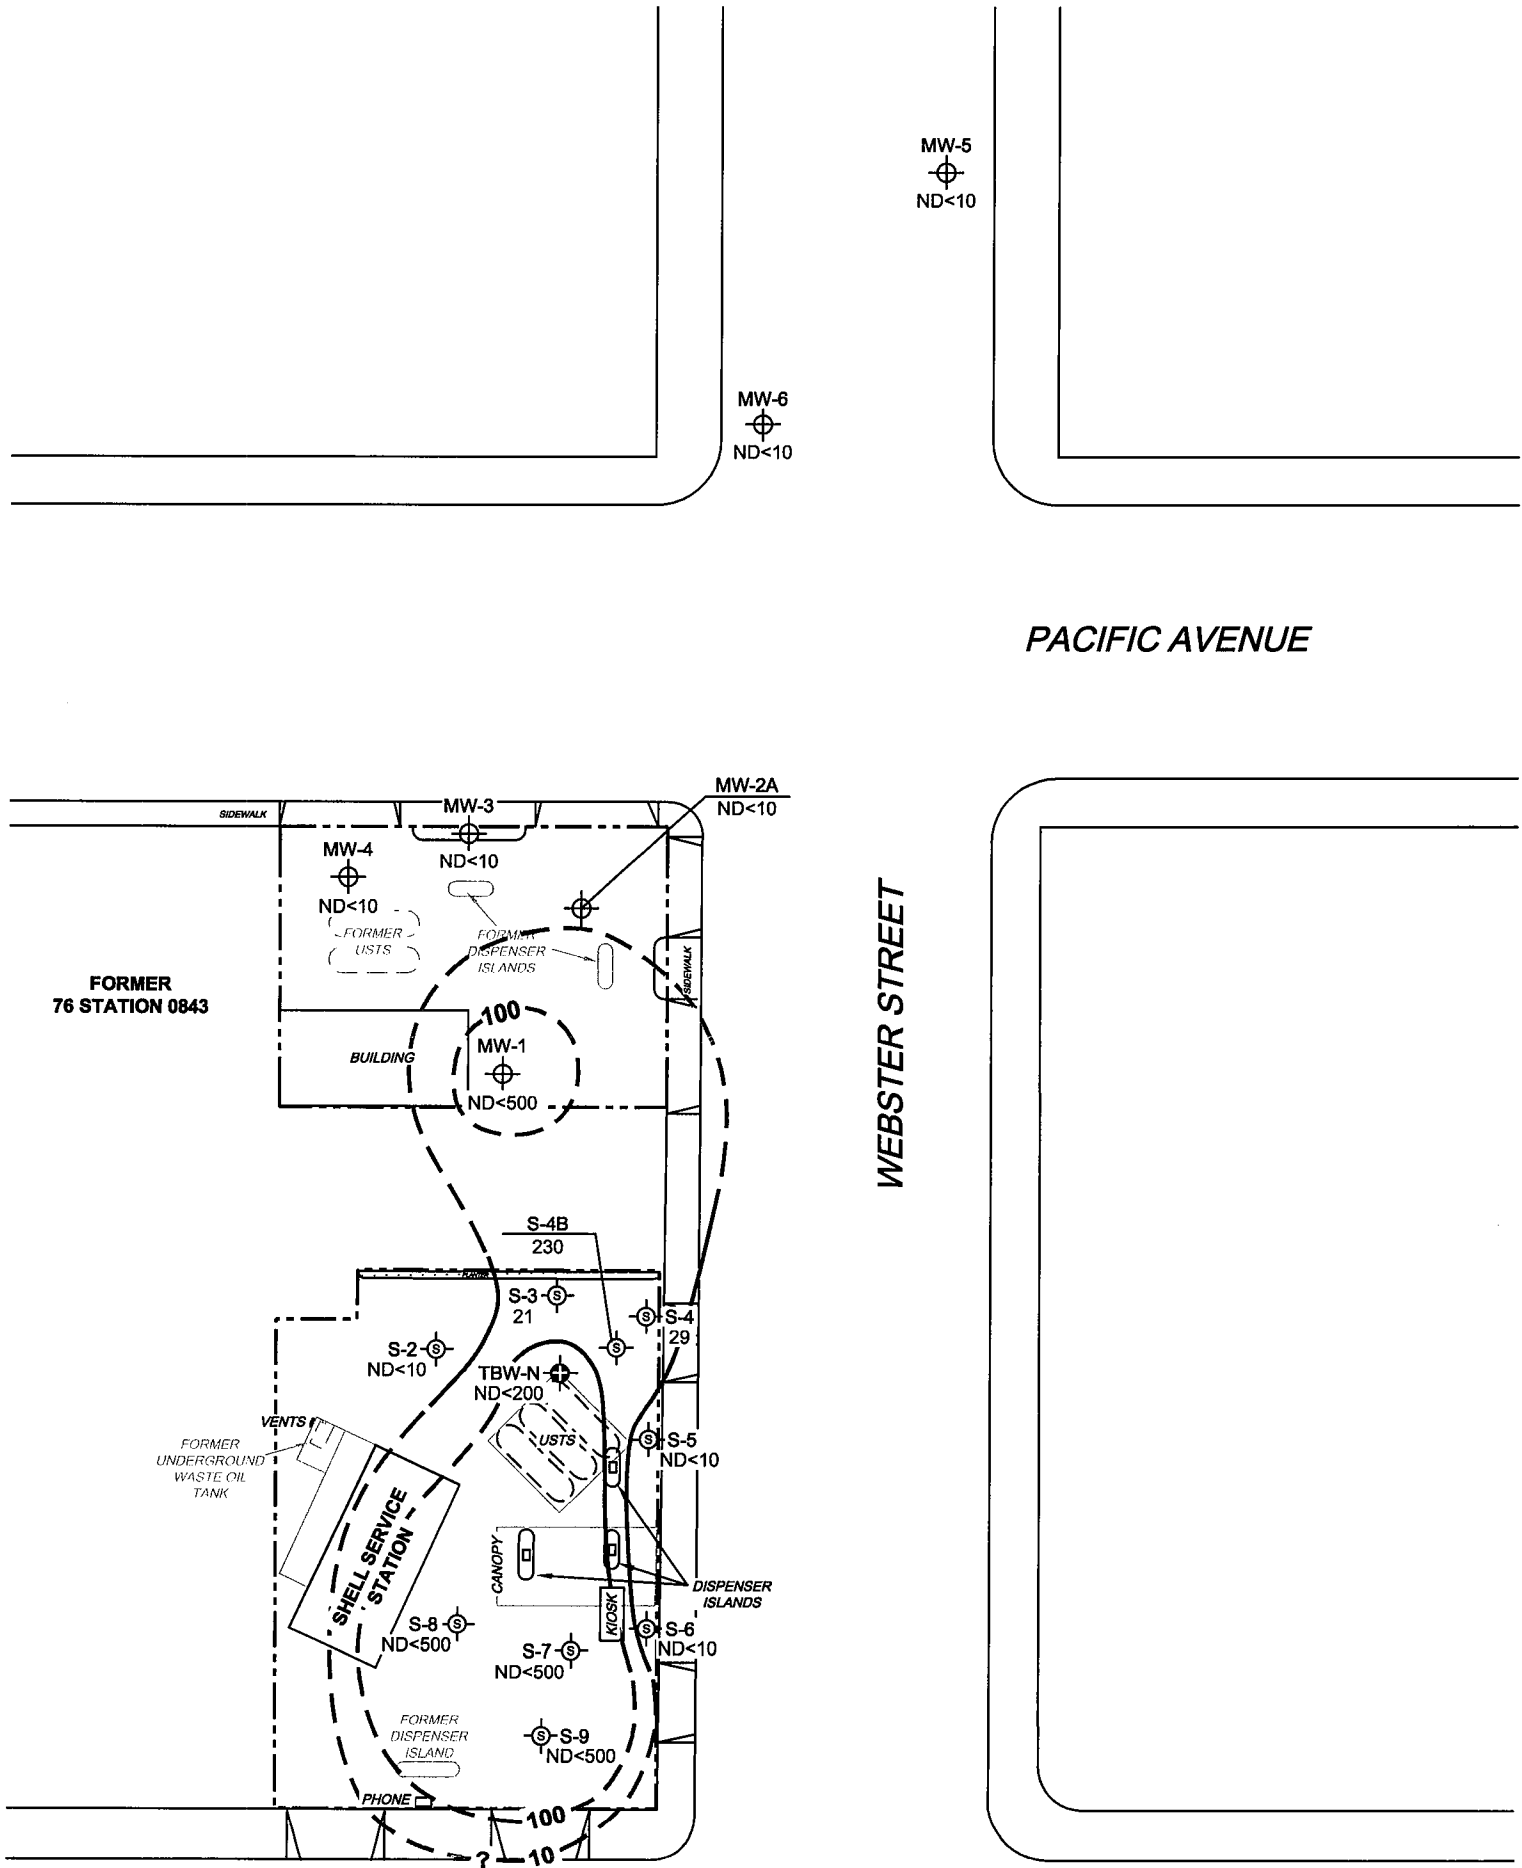 MW-5
ND<10
MW-6
ND<10
PACIFIC AVENUE
MW-2A
ND<10
SIDEWALK
MW-3
ND<10
MW-4
ND<10
FORMER
USTS
FORMER
DISPENSER
ISLANDS
SIDEWALK
FORMER
76 STATION 0843
WEBSTER STREET
100
BUILDING
MW-1
ND<500
S-4B
230
PLANTER
S-3
21
S-4
29
S-2
ND<10
TBW-N
ND<200
VENTS
USTS
S-5
ND<10
FORMER
UNDERGROUND
WASTE OIL
TANK
SHELL SERVICE
STATION
CANOPY
DISPENSER
ISLANDS
KIOSK
S-8
ND<500
S-7
ND<500
S-6
ND<10
FORMER
DISPENSER
ISLAND
S-9
ND<500
PHONE
100
? 10